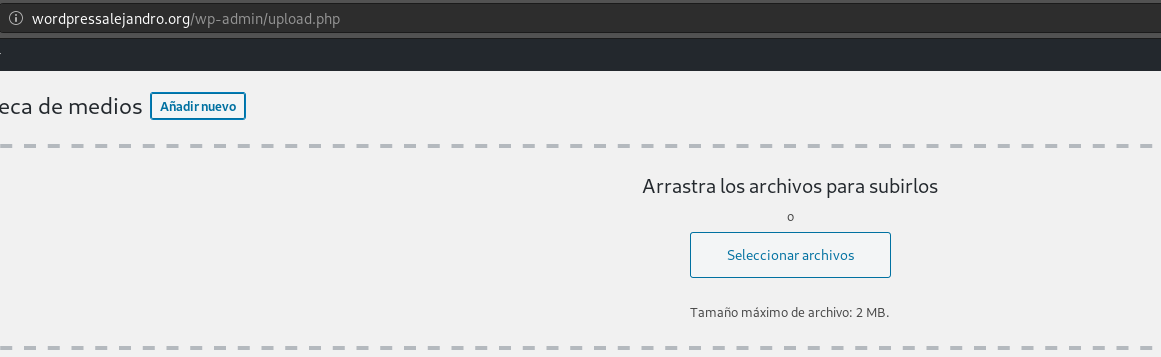 wordpressalejandro.org/wp-admin/upload.php
eca de medios Añadir nuevo
Arrastra los archivos para subirlos
o
Seleccionar archivos
Tamaño máximo de archivo: 2 MB.